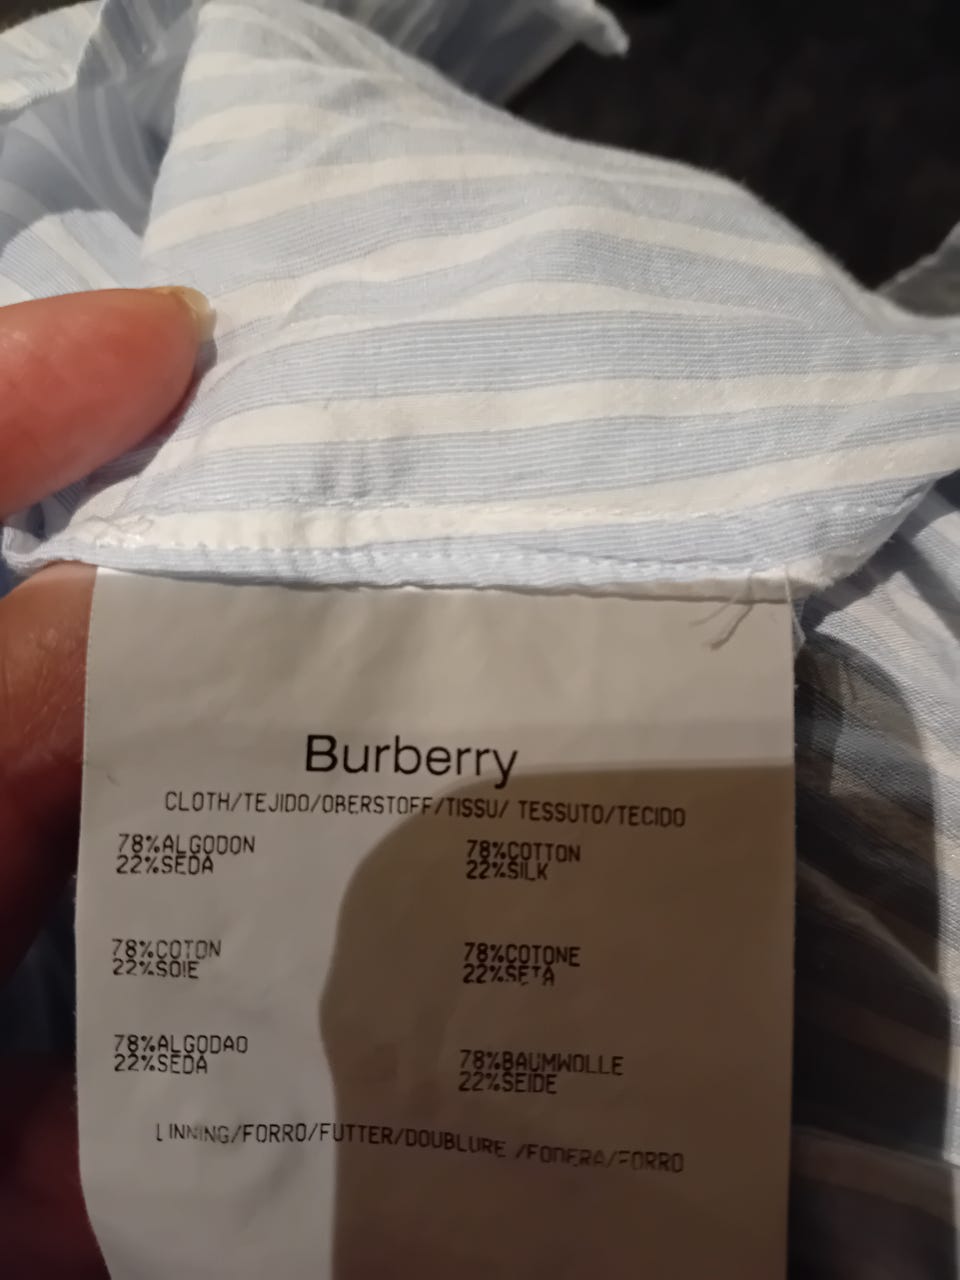 Burberry
CLOTH/TEJIDO/OBERSTOFF/TISSU/ TESSUTO/TECIDO
78%ALGODON
22%SEDA
78%COTTON
22%SILK
78%COTON
22%SOIE
78%COTONE
22%SETA
78%ALGODAO
22%SEDA
78%BAUMWOLLE
22%SEIDE
LINNING/FORRO/FUTTER/DOUBLURE /FODERA/FORRO